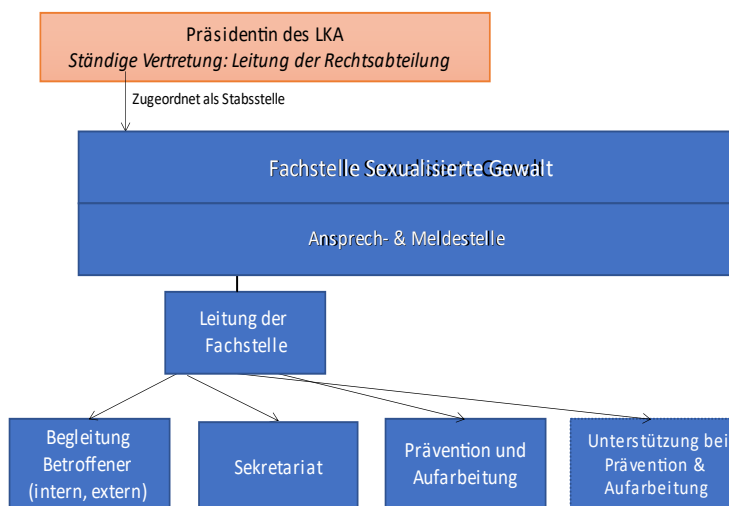 Präsidentin des LKA
Ständige Vertretung: Leitung der Rechtsabteilung
Zugeordnet als Stabsstelle
Fachstelle Sexualisierte Gewalt
Ansprech- & Meldestelle
Leitung der
Fachstelle
Begleitung
Betroffener
(intern, extern)
Sekretariat
Prävention und
Aufarbeitung
Unterstützung bei
Prävention &
Aufarbeitung